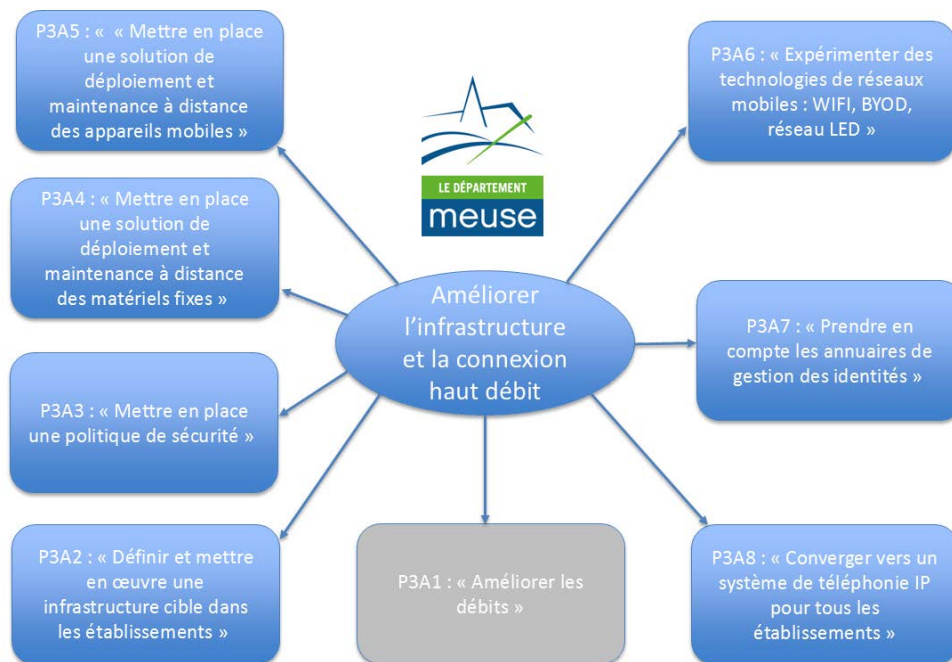 P3A5 : « « Mettre en place
une solution de
déploiement et
maintenance à distance
des appareils mobiles »
P3A6 : « Expérimenter des
technologies de réseaux
mobiles : WIFI, BYOD,
réseau LED »
LE DÉPARTEMENT
meuse
P3A4 : « Mettre en place
une solution de
déploiement et
maintenance à distance
des matériels fixes »
Améliorer
l’infrastructure
et la connexion
haut débit
P3A7 : « Prendre en
compte les annuaires de
gestion des identités »
P3A3 : « Mettre en place
une politique de sécurité »
P3A2 : « Définir et mettre
en œuvre une
infrastructure cible dans
les établissements »
P3A1 : « Améliorer les
débits »
P3A8 : « Converger vers un
système de téléphonie IP
pour tous les
établissements »